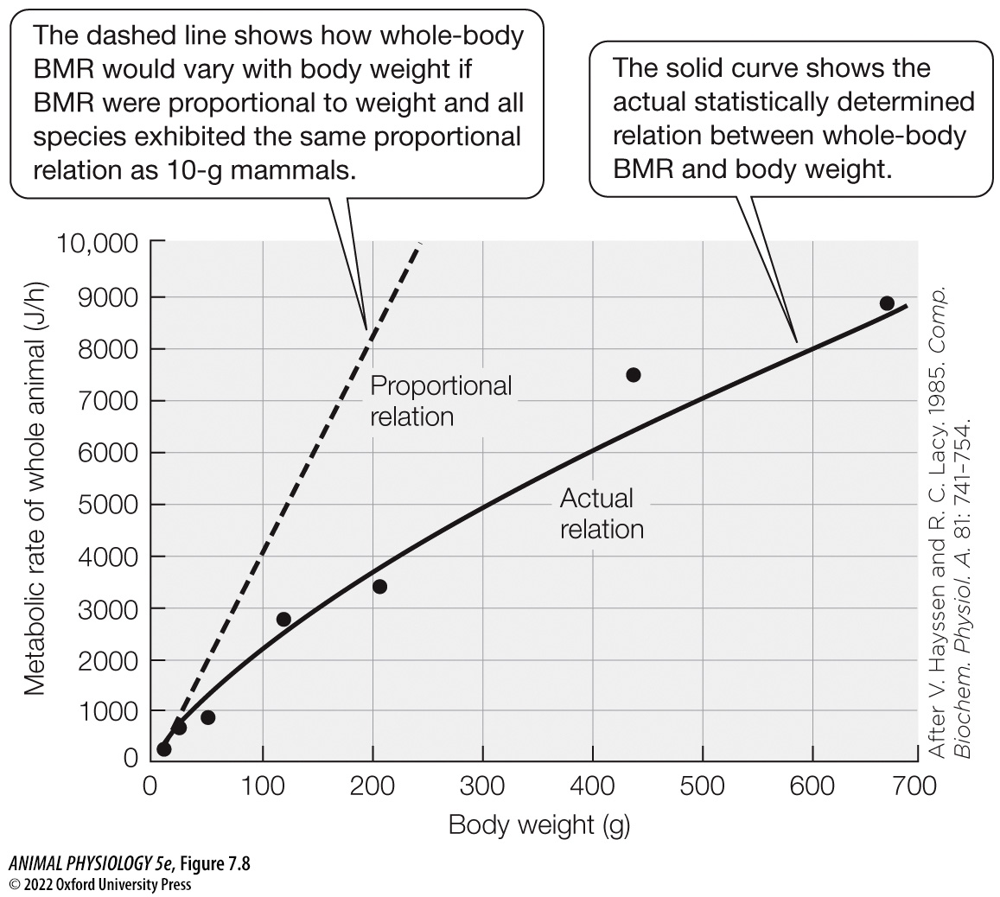 The dashed line shows how whole-body
BMR would vary with body weight if
BMR were proportional to weight and all
species exhibited the same proportional
relation as 10-g mammals.
The solid curve shows the
actual statistically determined
relation between whole-body
BMR and body weight.
Metabolic rate of whole animal (J/h)
10,000
9000
8000
7000
6000
5000
4000
3000
2000
1000
0
Proportional
relation
Actual
relation
0 100 200 300 400 500 600 700
Body weight (g)
After V. Hayssen and R. C. Lacy. 1985. Comp.
Biochem. Physiol. A. 81: 741–754.
ANIMAL PHYSIOLOGY 5e, Figure 7.8
© 2022 Oxford University Press